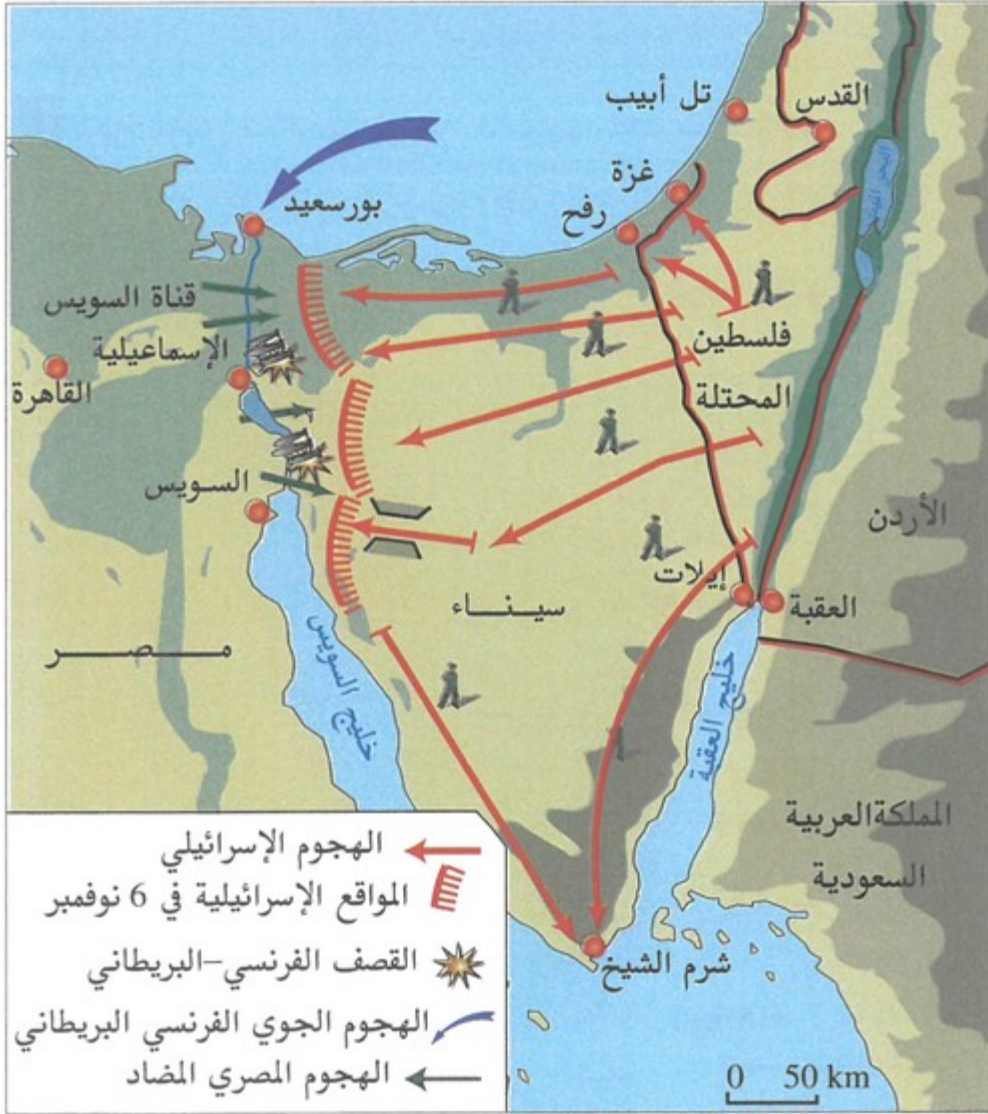 تل أبيب
القدس
البحر الميت
غزة
رفح
بورسعيد
قناة السويس
الإسماعيلية
القاهرة
فلسطين
المحتلة
السويس
الأردن
إيلات
العقبة
سيناء
مصر
خليج السويس
خليج العقبة
المملكة العربية
السعودية
شرم الشيخ
الهجوم الإسرائيلي
المواقع الإسرائيلية في 6 نوفمبر
القصف الفرنسي-البريطاني
الهجوم الجوي الفرنسي البريطاني
الهجوم المصري المضاد
0 50 km